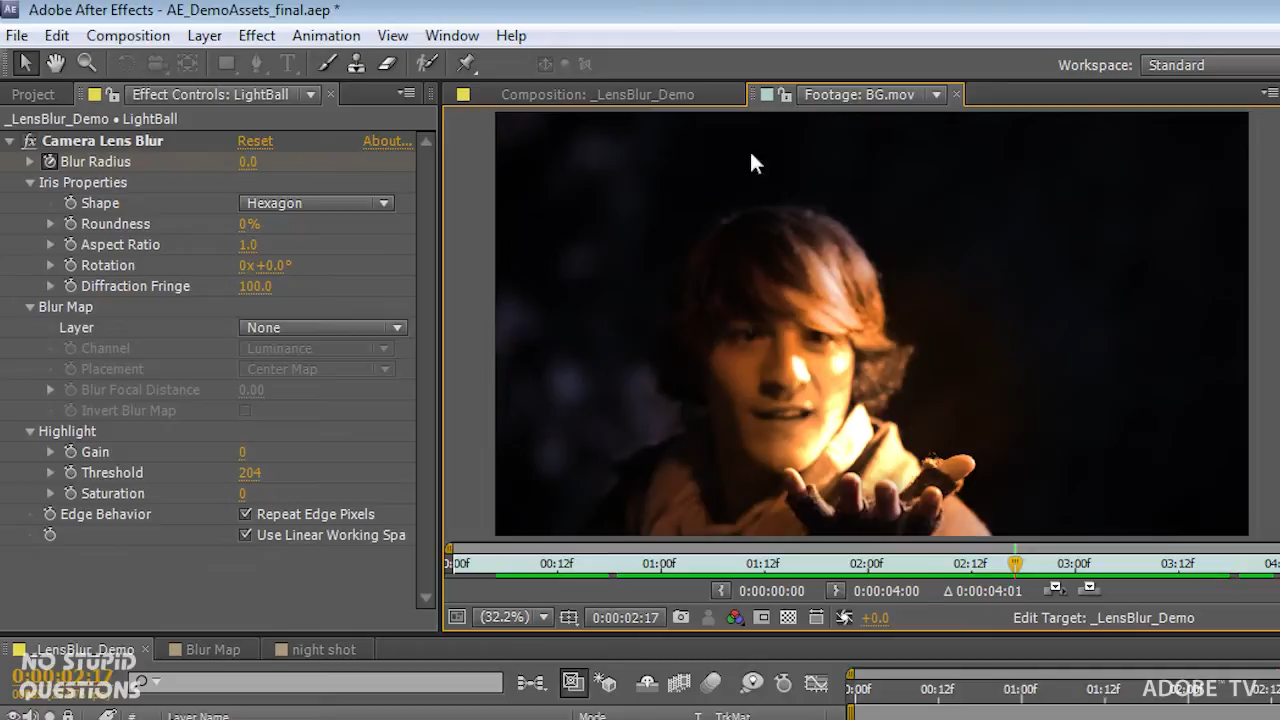 Adobe After Effects - AE_DemoAssets_final.aep *
File Edit Composition Layer Effect Animation View Window Help
Workspace: Standard
Project Effect Controls: LightBall Composition: _LensBlur_Demo Footage: BG.mov
_LensBlur_Demo • LightBall
fx Camera Lens Blur Reset About...
Blur Radius 0.0
Iris Properties
Shape Hexagon
Roundness 0%
Aspect Ratio 1.0
Rotation 0x+0.0°
Diffraction Fringe 100.0
Blur Map
Layer None
Channel Luminance
Placement Center Map
Blur Focal Distance 0.00
Invert Blur Map
Highlight
Gain 0
Threshold 204
Saturation 0
Edge Behavior Repeat Edge Pixels
Use Linear Working Spa
:00f 00:12f 01:00f 01:12f 02:00f 02:12f 03:00f 03:12f 04:
0:00:00:00 0:00:04:00 Δ 0:00:04:01
(32.2%) 0:00:02:17 +0.0 Edit Target: _LensBlur_Demo
_LensBlur_Demo Blur Map night shot
0:00:02:17
NO STUPID QUESTIONS
:00f 00:12f 01:00f 01:12f 02:00f 02:12
ADOBE TV
# Layer Name Mode T TrkMat